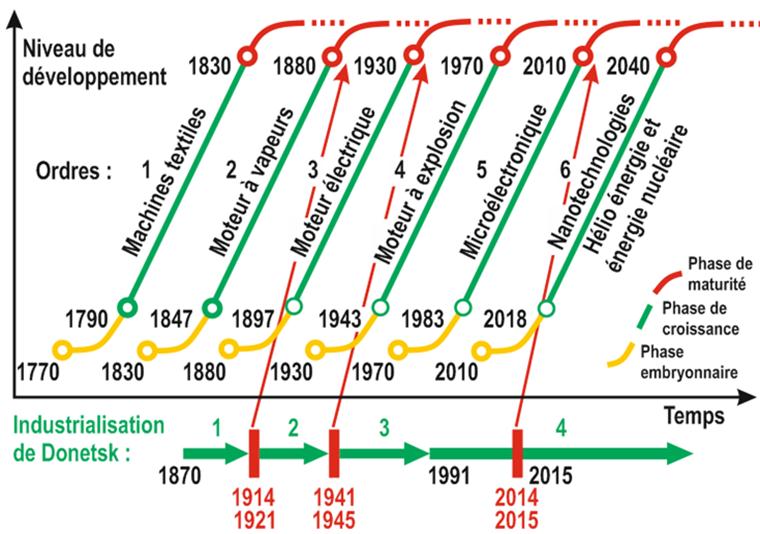 Niveau de
développement
1830
1880
1930
1970
2010
2040
Ordres :
1
2
3
4
5
6
Machines textiles
Moteur à vapeurs
Moteur électrique
Moteur à explosion
Microélectronique
Nanotechnologies
Hélio énergie et
énergie nucléaire
1790
1847
1897
1943
1983
2018
1770
1830
1880
1930
1970
2010
Phase de
maturité
Phase de
croissance
Phase
embryonnaire
Temps
Industrialisation
de Donetsk :
1
2
3
4
1870
1991
2015
1914
1921
1941
1945
2014
2015